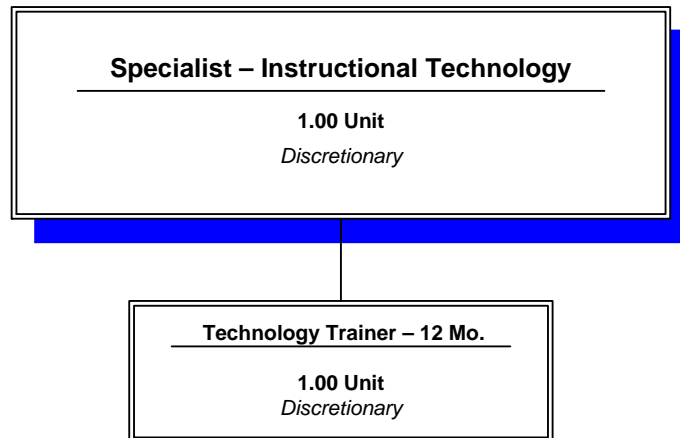 Specialist – Instructional Technology
1.00 Unit
Discretionary
Technology Trainer – 12 Mo.
1.00 Unit
Discretionary